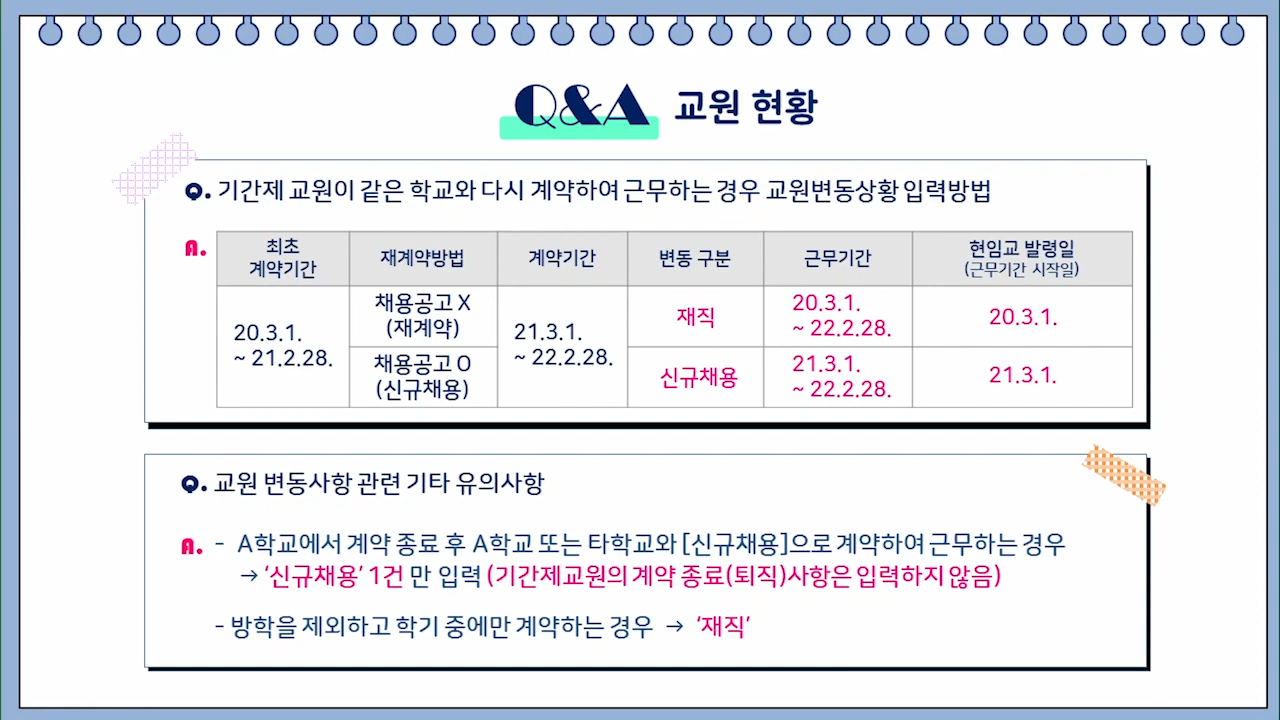 Q&A 교원 현황
Q. 기간제 교원이 같은 학교와 다시 계약하여 근무하는 경우 교원변동상황 입력방법
A.
최초
계약기간
재계약방법
계약기간
변동 구분
근무기간
현임교 발령일
(근무기간 시작일)
20.3.1.
~ 21.2.28.
채용공고 X
(재계약)
21.3.1.
~ 22.2.28.
재직
20.3.1.
~ 22.2.28.
20.3.1.
채용공고 O
(신규채용)
신규채용
21.3.1.
~ 22.2.28.
21.3.1.
Q. 교원 변동사항 관련 기타 유의사항
A. - A학교에서 계약 종료 후 A학교 또는 타학교와 [신규채용]으로 계약하여 근무하는 경우
→ ‘신규채용’ 1건 만 입력 (기간제교원의 계약 종료(퇴직)사항은 입력하지 않음)
- 방학을 제외하고 학기 중에만 계약하는 경우 → ‘재직’